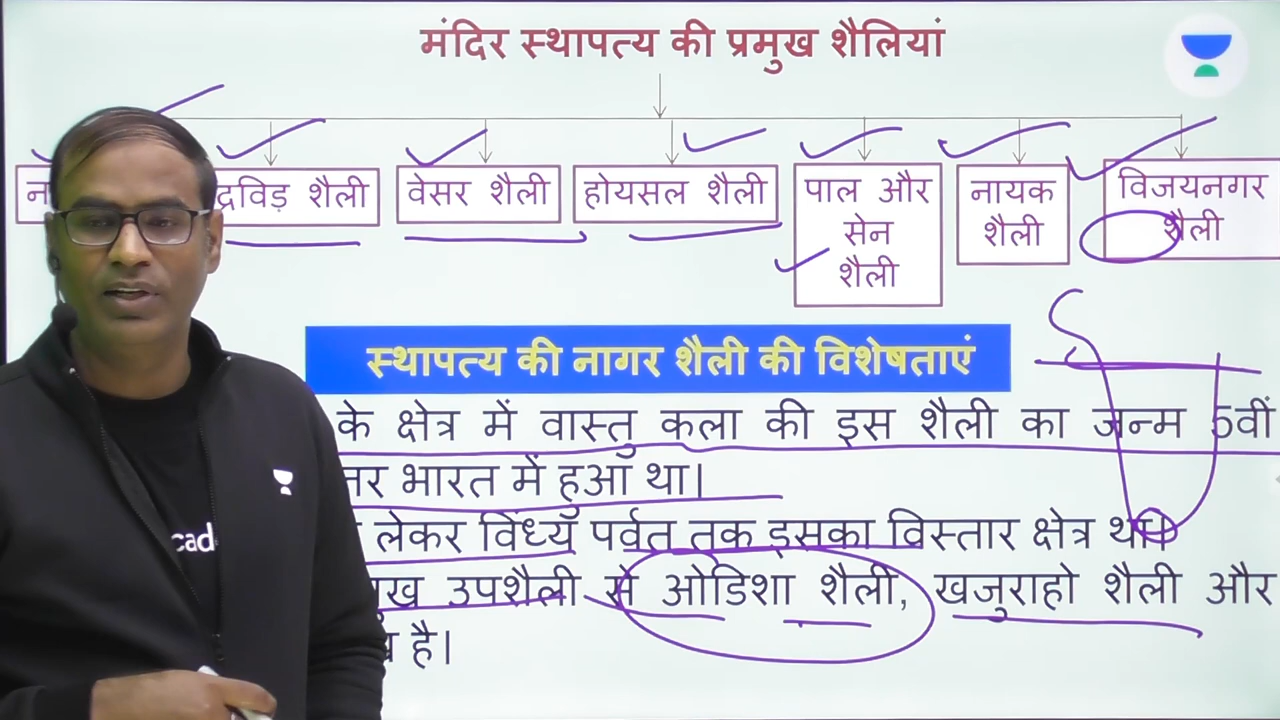 मंदिर स्थापत्य की प्रमुख शैलियां
द्रविड़ शैली
वेसर शैली
होयसल शैली
पाल और
सेन
शैली
नायक
शैली
विजयनगर
शैली
स्थापत्य की नागर शैली की विशेषताएं
के क्षेत्र में वास्तु कला की इस शैली का जन्म 5वीं
भारत में हुआ था।
लेकर विंध्य पर्वत तक इसका विस्तार क्षेत्र था।
उपशैली से ओडिशा शैली, खजुराहो शैली और
है।
cad